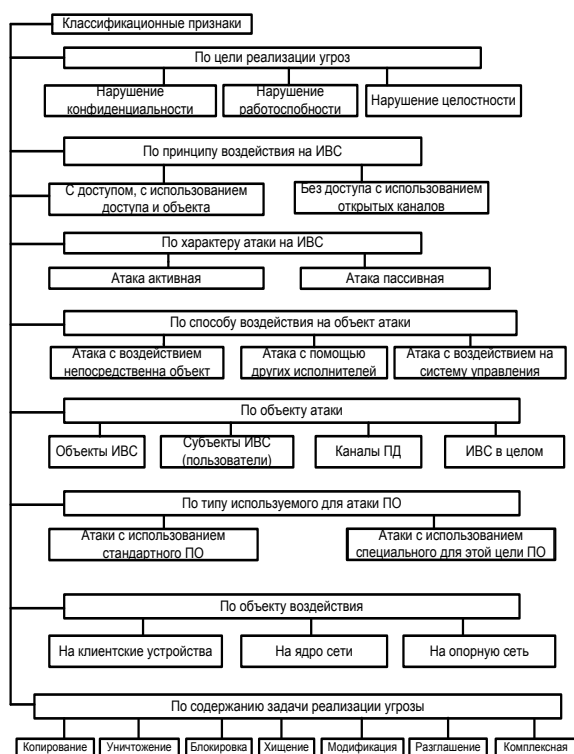 Классификационные признаки
По цели реализации угроз
Нарушение
конфиденциальности
Нарушение
работоспобности
Нарушение целостности
По принципу воздействия на ИВС
С доступом, с использованием
доступа и объекта
Без доступа с использованием
открытых каналов
По характеру атаки на ИВС
Атака активная
Атака пассивная
По способу воздействия на объект атаки
Атака с воздействием
непосредственна объект
Атака с помощью
других исполнителей
Атака с воздействием на
систему управления
По объекту атаки
Объекты ИВС
Субъекты ИВС
(пользователи)
Каналы ПД
ИВС в целом
По типу используемого для атаки ПО
Атаки с использованием
стандартного ПО
Атаки с использованием
специального для этой цели ПО
По объекту воздействия
На клиентские устройства
На ядро сети
На опорную сеть
По содержанию задачи реализации угрозы
Копирование
Уничтожение
Блокировка
Хищение
Модификация
Разглашение
Комплексная